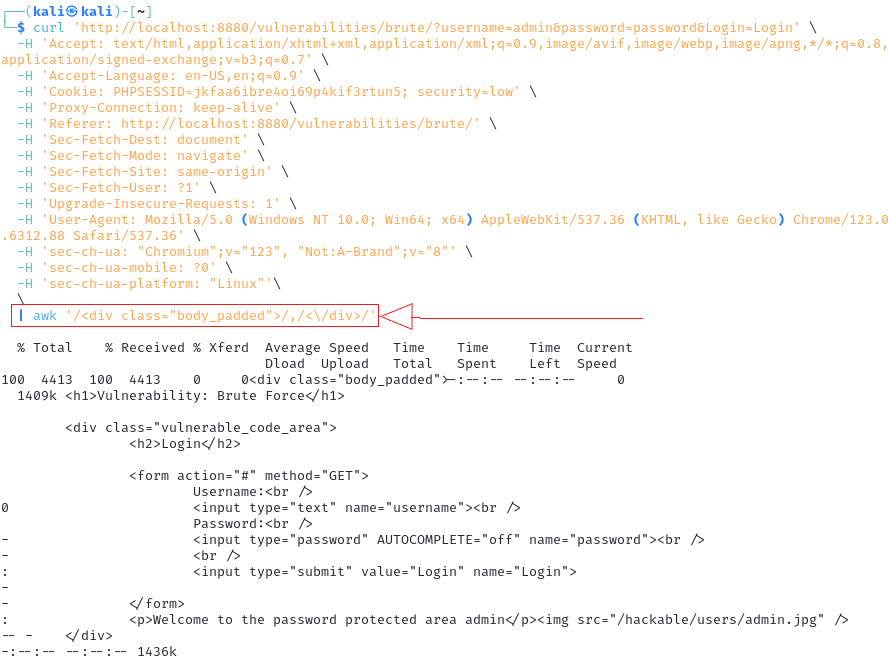 ┌──(kali㉿kali)-[~]
└─$ curl 'http://localhost:8880/vulnerabilities/brute/?username=admin&password=password&Login=Login' \
  -H 'Accept: text/html,application/xhtml+xml,application/xml;q=0.9,image/avif,image/webp,image/apng,*/*;q=0.8,
application/signed-exchange;v=b3;q=0.7' \
  -H 'Accept-Language: en-US,en;q=0.9' \
  -H 'Cookie: PHPSESSID=jkfaa6ibre4oi69p4kif3rtun5; security=low' \
  -H 'Proxy-Connection: keep-alive' \
  -H 'Referer: http://localhost:8880/vulnerabilities/brute/' \
  -H 'Sec-Fetch-Dest: document' \
  -H 'Sec-Fetch-Mode: navigate' \
  -H 'Sec-Fetch-Site: same-origin' \
  -H 'Sec-Fetch-User: ?1' \
  -H 'Upgrade-Insecure-Requests: 1' \
  -H 'User-Agent: Mozilla/5.0 (Windows NT 10.0; Win64; x64) AppleWebKit/537.36 (KHTML, like Gecko) Chrome/123.0
.6312.88 Safari/537.36' \
  -H 'sec-ch-ua: "Chromium";v="123", "Not:A-Brand";v="8"' \
  -H 'sec-ch-ua-mobile: ?0' \
  -H 'sec-ch-ua-platform: "Linux"'\
  \
  | awk '/<div class="body_padded">/,/<\/div>/'
  % Total    % Received % Xferd  Average Speed   Time    Time     Time  Current
                                 Dload  Upload   Total   Spent    Left  Speed
100  4413  100  4413    0     0<div class="body_padded">-:--:-- --:--:--     0
  1409k <h1>Vulnerability: Brute Force</h1>
        <div class="vulnerable_code_area">
                <h2>Login</h2>
                <form action="#" method="GET">
                        Username:<br />
0                       <input type="text" name="username"><br />
                        Password:<br />
-                       <input type="password" AUTOCOMPLETE="off" name="password"><br />
-                       <br />
:                       <input type="submit" value="Login" name="Login">
-
-               </form>
:               <p>Welcome to the password protected area admin</p><img src="/hackable/users/admin.jpg" />
-- -    </div>
-:--:-- --:--:-- 1436k